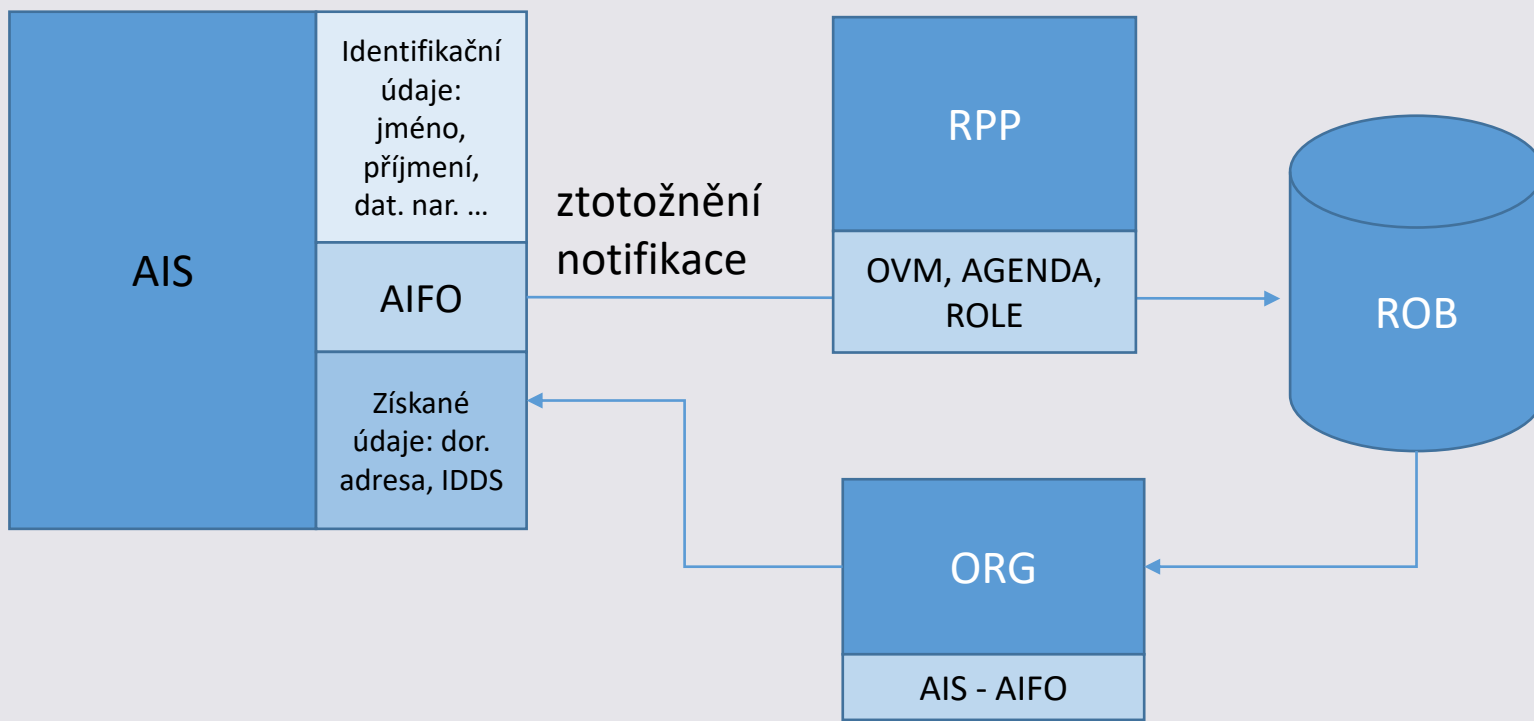 AIS
Identifikační
údaje:
jméno,
příjmení,
dat. nar. ...
AIFO
Získané
údaje: dor.
adresa, IDDS
ztotožnění
notifikace
RPP
OVM, AGENDA,
ROLE
ROB
ORG
AIS - AIFO